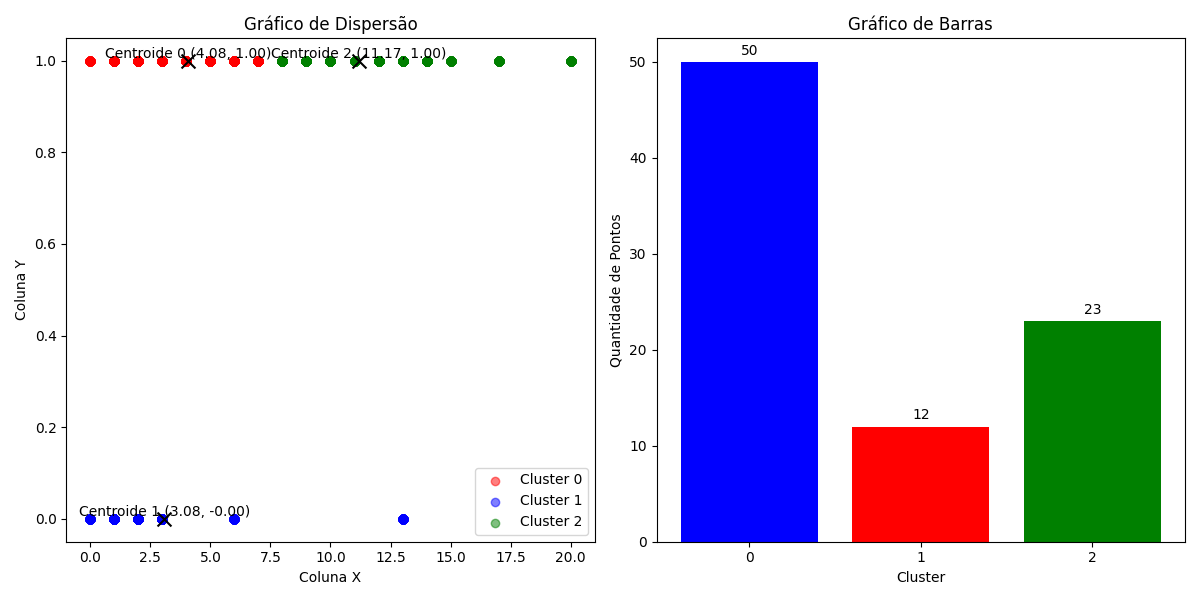 Gráfico de Dispersão
Centroide 0 (4.08, 1.00)
Centroide 2 (11.17, 1.00)
Centroide 1 (3.08, -0.00)
Coluna Y
1.0
0.8
0.6
0.4
0.2
0.0
0.0 2.5 5.0 7.5 10.0 12.5 15.0 17.5 20.0
Coluna X
Cluster 0
Cluster 1
Cluster 2
Gráfico de Barras
Quantidade de Pontos
50
40
30
20
10
0
50
12
23
0 1 2
Cluster